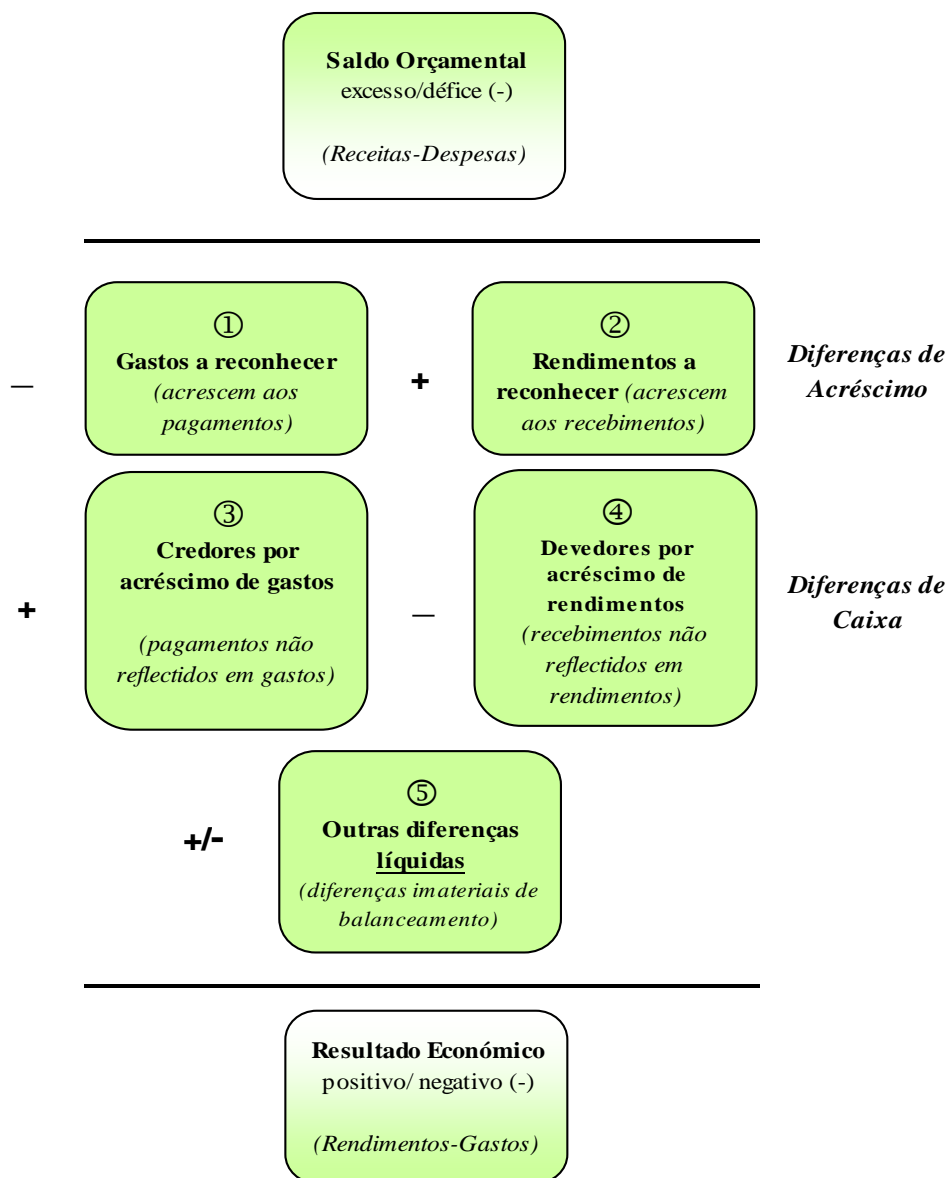 Saldo Orçamental
excesso/défice (-)
(Receitas-Despesas)
①
Gastos a reconhecer
(acrescem aos
pagamentos)
—
+
②
Rendimentos a
reconhecer (acrescem
aos recebimentos)
Diferenças de
Acréscimo
③
Credores por
acréscimo de gastos
(pagamentos não
reflectidos em gastos)
+
—
④
Devedores por
acréscimo de
rendimentos
(recebimentos não
reflectidos em
rendimentos)
Diferenças de
Caixa
+/-
⑤
Outras diferenças
líquidas
(diferenças imateriais de
balanceamento)
Resultado Económico
positivo/ negativo (-)
(Rendimentos-Gastos)